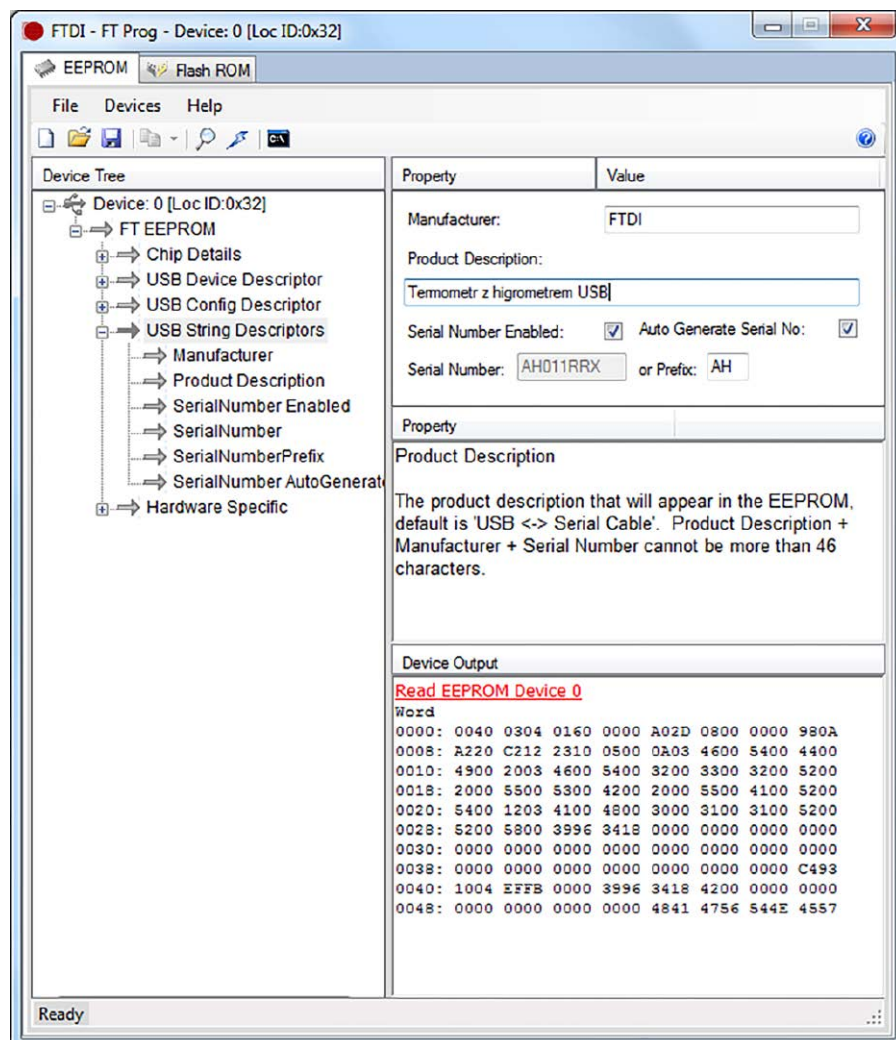 FTDI - FT Prog - Device: 0 [Loc ID:0x32]
EEPROM Flash ROM
File Devices Help
C:\
Device Tree
Device: 0 [Loc ID:0x32]
FT EEPROM
Chip Details
USB Device Descriptor
USB Config Descriptor
USB String Descriptors
Manufacturer
Product Description
SerialNumber Enabled
SerialNumber
SerialNumberPrefix
SerialNumber AutoGenerate
Hardware Specific
Property Value
Manufacturer: FTDI
Product Description:
Termometr z higrometrem USB
Serial Number Enabled: Auto Generate Serial No:
Serial Number: AH011RRX or Prefix: AH
Property
Product Description
The product description that will appear in the EEPROM,
default is 'USB <-> Serial Cable'. Product Description +
Manufacturer + Serial Number cannot be more than 46
characters.
Device Output
Read EEPROM Device 0
Word
0000: 0040 0304 0160 0000 A02D 0800 0000 980A
0008: A220 C212 2310 0500 0A03 4600 5400 4400
0010: 4900 2003 4600 5400 3200 3300 3200 5200
0018: 2000 5500 5300 4200 2000 5500 4100 5200
0020: 5400 1203 4100 4800 3000 3100 3100 5200
0028: 5200 5800 3996 3418 0000 0000 0000 0000
0030: 0000 0000 0000 0000 0000 0000 0000 0000
0038: 0000 0000 0000 0000 0000 0000 0000 C493
0040: 1004 EFFB 0000 3996 3418 4200 0000 0000
0048: 0000 0000 0000 0000 4841 4756 544E 4557
Ready